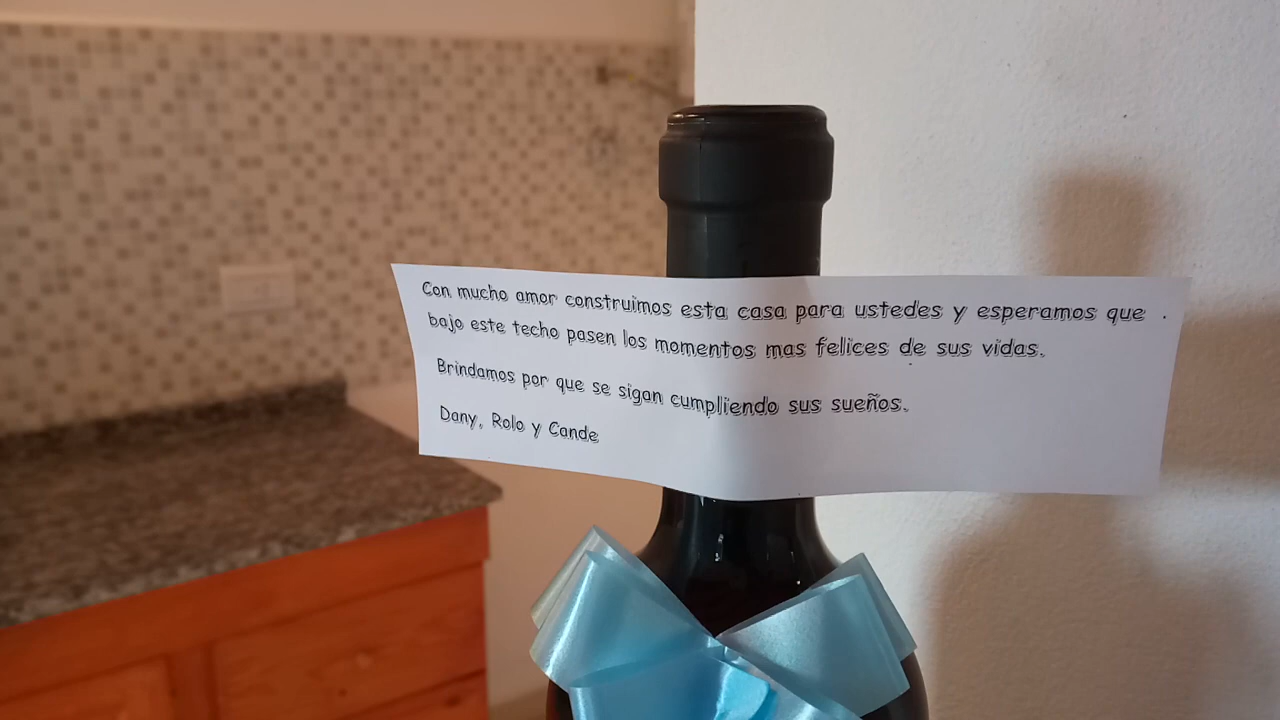 Con mucho amor construimos esta casa para ustedes y esperamos que
bajo este techo pasen los momentos mas felices de sus vidas.
Brindamos por que se sigan cumpliendo sus sueños.
Dany, Rolo y Cande